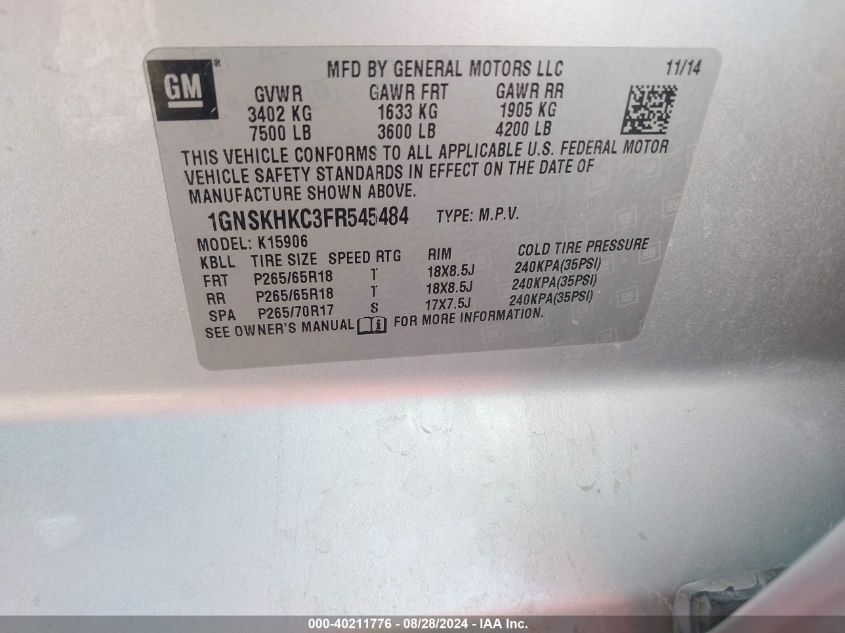 GM ®
MFD BY GENERAL MOTORS LLC 11/14
GVWR GAWR FRT GAWR RR
3402 KG 1633 KG 1905 KG
7500 LB 3600 LB 4200 LB
THIS VEHICLE CONFORMS TO ALL APPLICABLE U.S. FEDERAL MOTOR
VEHICLE SAFETY STANDARDS IN EFFECT ON THE DATE OF
MANUFACTURE SHOWN ABOVE.
1GNSKHKC3FR545484 TYPE: M.P.V.
MODEL: K15906
KBLL TIRE SIZE SPEED RTG RIM COLD TIRE PRESSURE
FRT P265/65R18 T 18X8.5J 240KPA(35PSI)
RR P265/65R18 T 18X8.5J 240KPA(35PSI)
SPA P265/70R17 S 17X7.5J 240KPA(35PSI)
SEE OWNER'S MANUAL FOR MORE INFORMATION.
GM
000-40211776 - 08/28/2024 - IAA Inc.